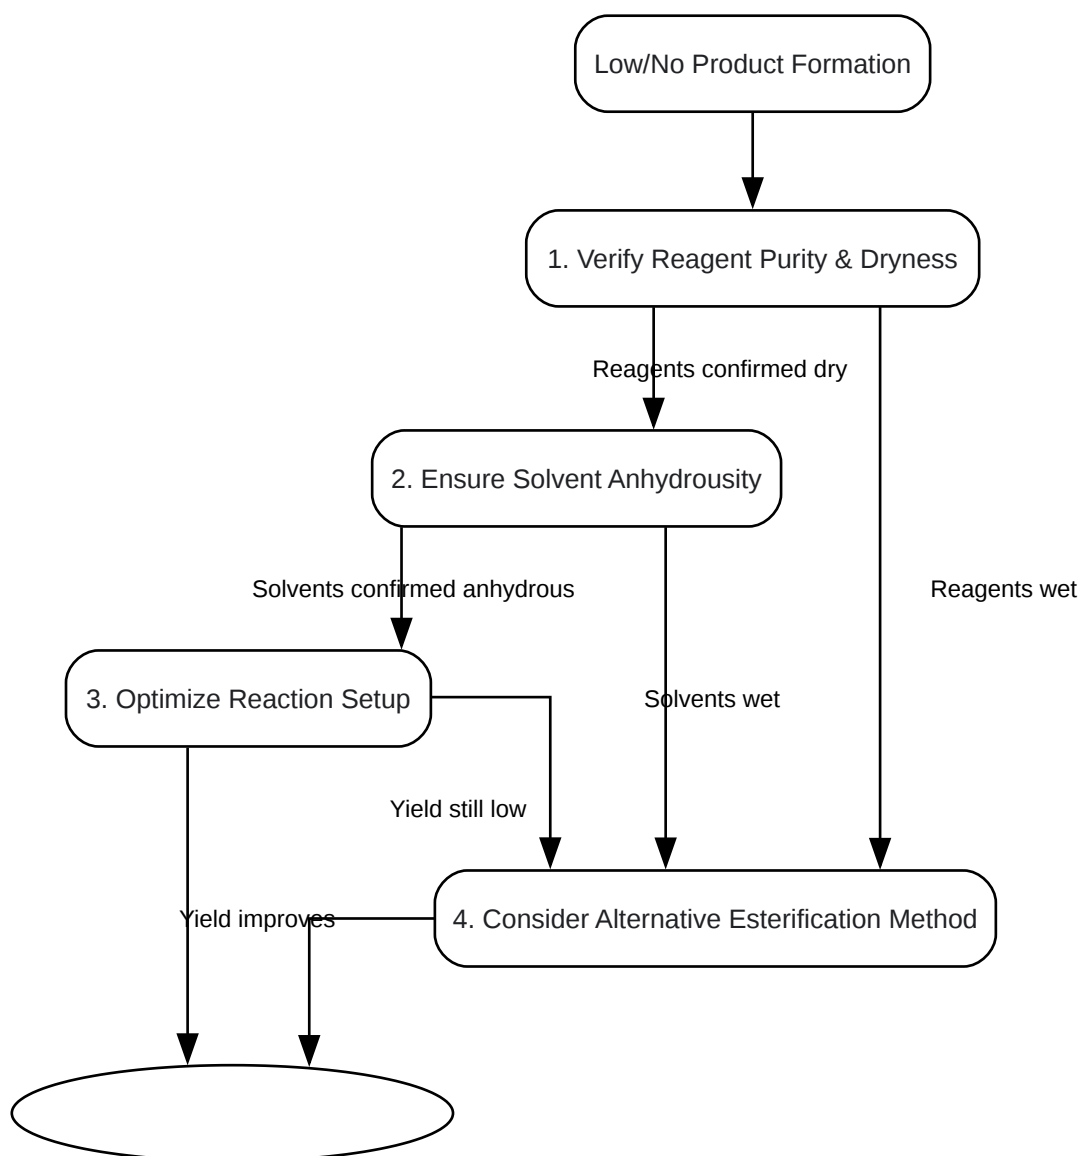 Low/No Product Formation
1. Verify Reagent Purity & Dryness
Reagents confirmed dry
2. Ensure Solvent Anhydrousity
Solvents confirmed anhydrous
Reagents wet
3. Optimize Reaction Setup
Solvents wet
Yield still low
Yield improves
4. Consider Alternative Esterification Method